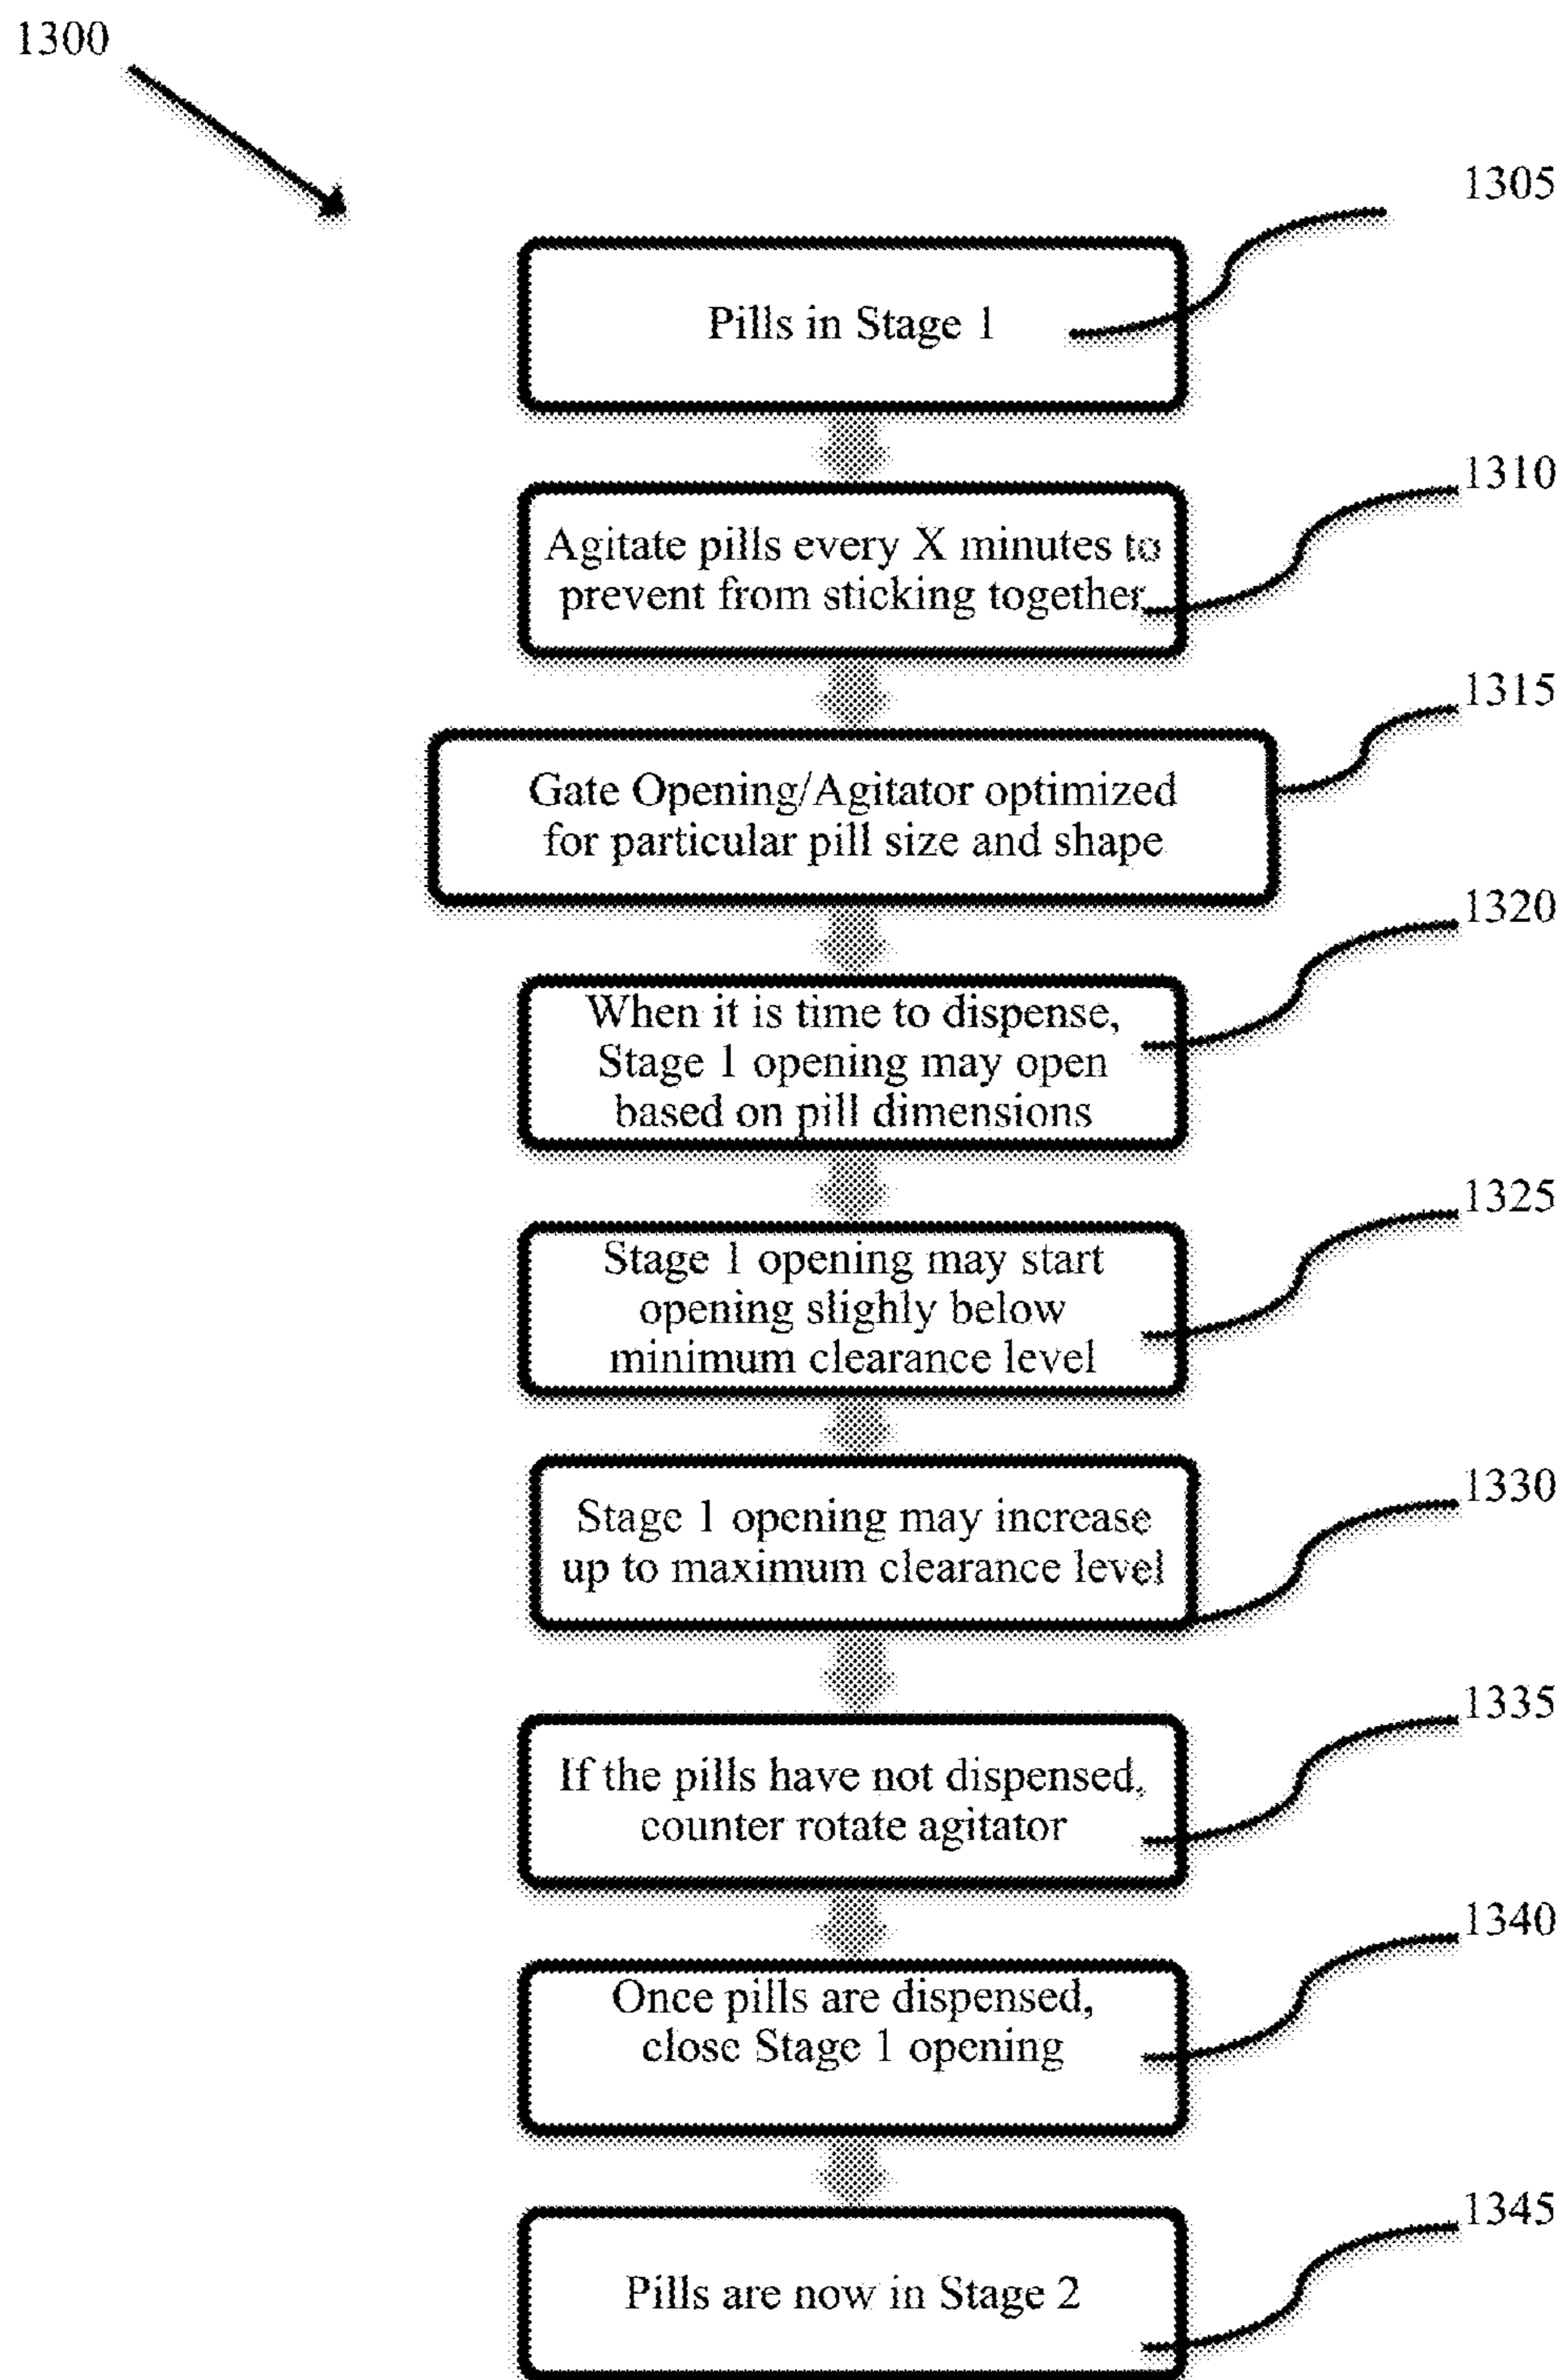 1300
1305
Pills in Stage 1
1310
Agitate pills every X minutes to
prevent from sticking together
1315
Gate Opening/Agitator optimized
for particular pill size and shape
1320
When it is time to dispense,
Stage 1 opening may open
based on pill dimensions
1325
Stage 1 opening may start
opening slighly below
minimum clearance level
1330
Stage 1 opening may increase
up to maximum clearance level
1335
If the pills have not dispensed,
counter rotate agitator
1340
Once pills are dispensed,
close Stage 1 opening
1345
Pills are now in Stage 2